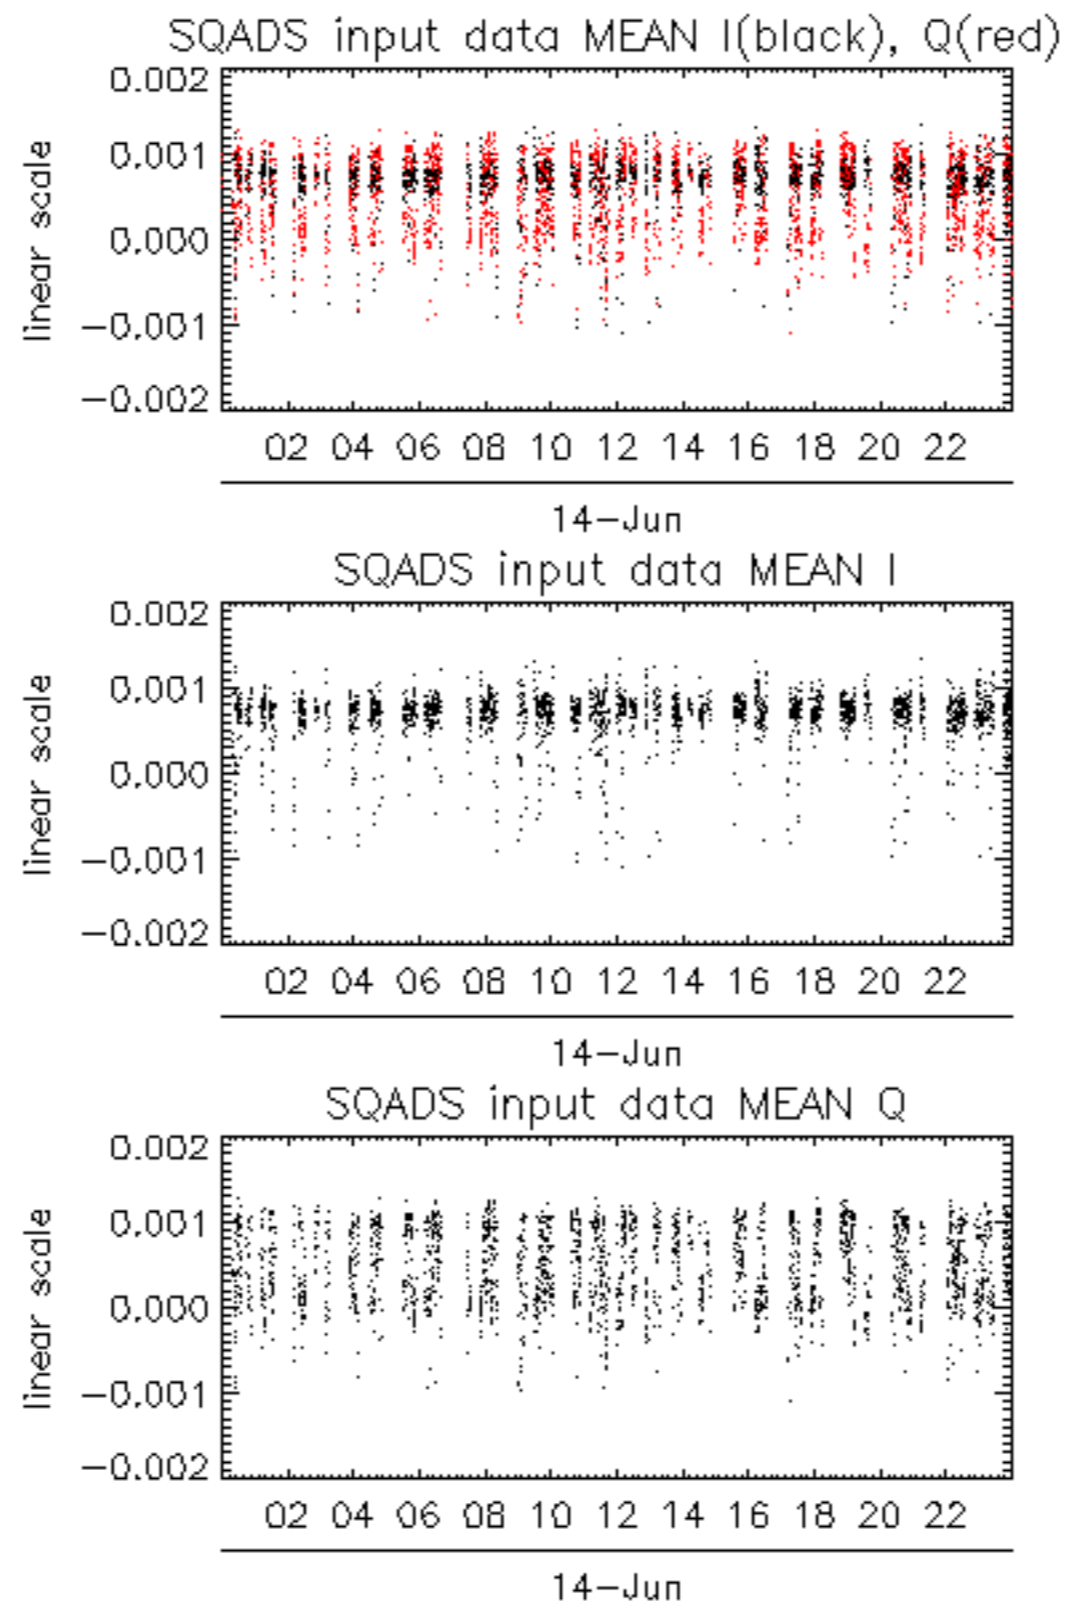 SQADS input data MEAN I(black), Q(red)
0.002
0.001
0.000
−0.001
−0.002
linear scale
02 04 06 08 10 12 14 16 18 20 22
14−Jun
SQADS input data MEAN I
0.002
0.001
0.000
−0.001
−0.002
linear scale
02 04 06 08 10 12 14 16 18 20 22
14−Jun
SQADS input data MEAN Q
0.002
0.001
0.000
−0.001
−0.002
linear scale
02 04 06 08 10 12 14 16 18 20 22
14−Jun